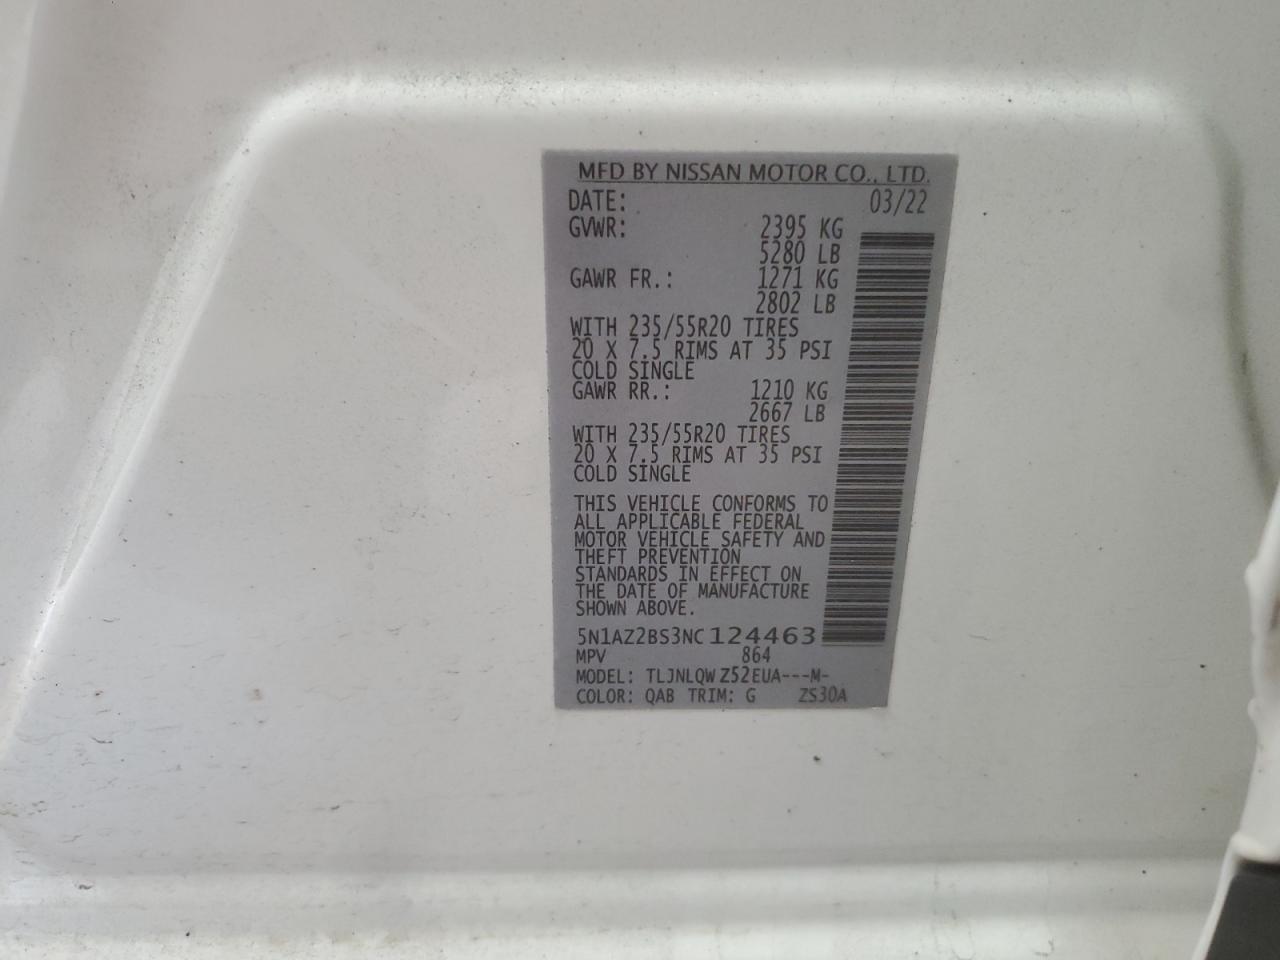 MFD BY NISSAN MOTOR CO., LTD.
DATE: 03/22
GVWR: 2395 KG
5280 LB
GAWR FR.: 1271 KG
2802 LB
WITH 235/55R20 TIRES
20 X 7.5 RIMS AT 35 PSI
COLD SINGLE
GAWR RR.: 1210 KG
2667 LB
WITH 235/55R20 TIRES
20 X 7.5 RIMS AT 35 PSI
COLD SINGLE
THIS VEHICLE CONFORMS TO
ALL APPLICABLE FEDERAL
MOTOR VEHICLE SAFETY AND
THEFT PREVENTION
STANDARDS IN EFFECT ON
THE DATE OF MANUFACTURE
SHOWN ABOVE.
5N1AZ2BS3NC124463
MPV 864
MODEL: TLJNLQW Z52EUA---M-
COLOR: QAB TRIM: G ZS30A